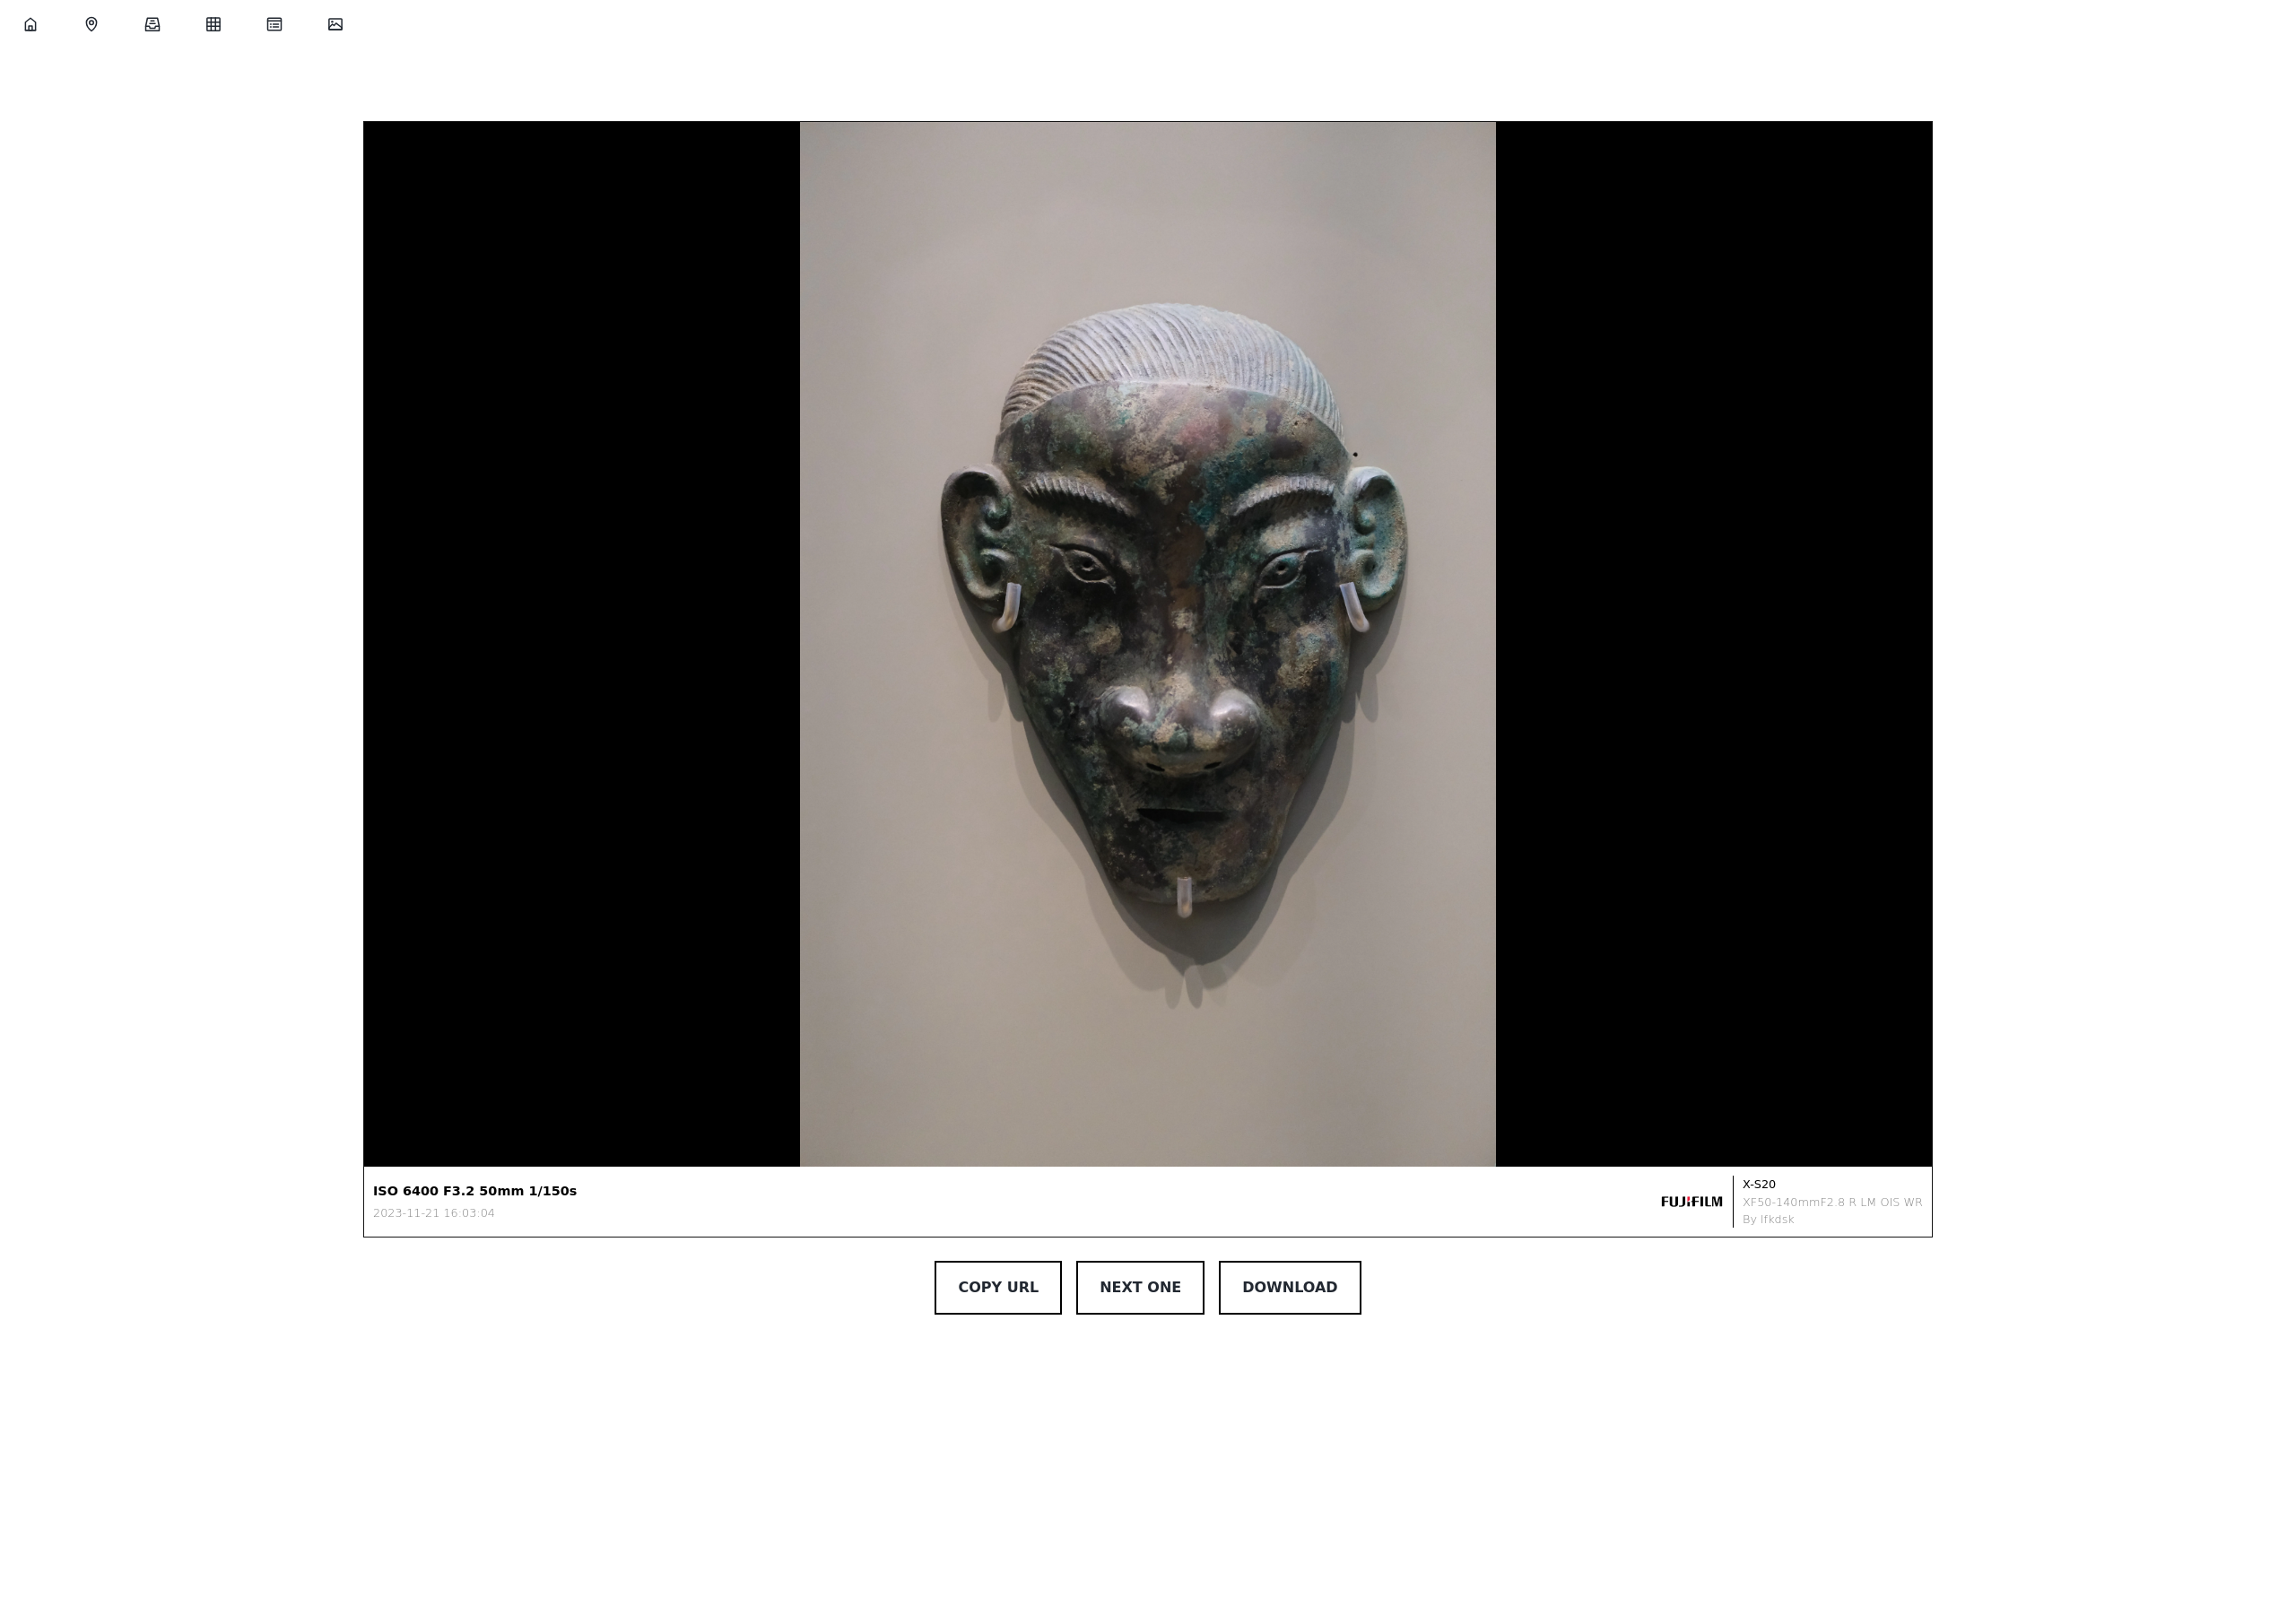 ISO 6400 F3.2 50mm 1/150s
2023-11-21 16:03:04
FUJIFILM
X-S20
XF50-140mmF2.8 R LM OIS WR
By lfkdsk
COPY URL
NEXT ONE
DOWNLOAD